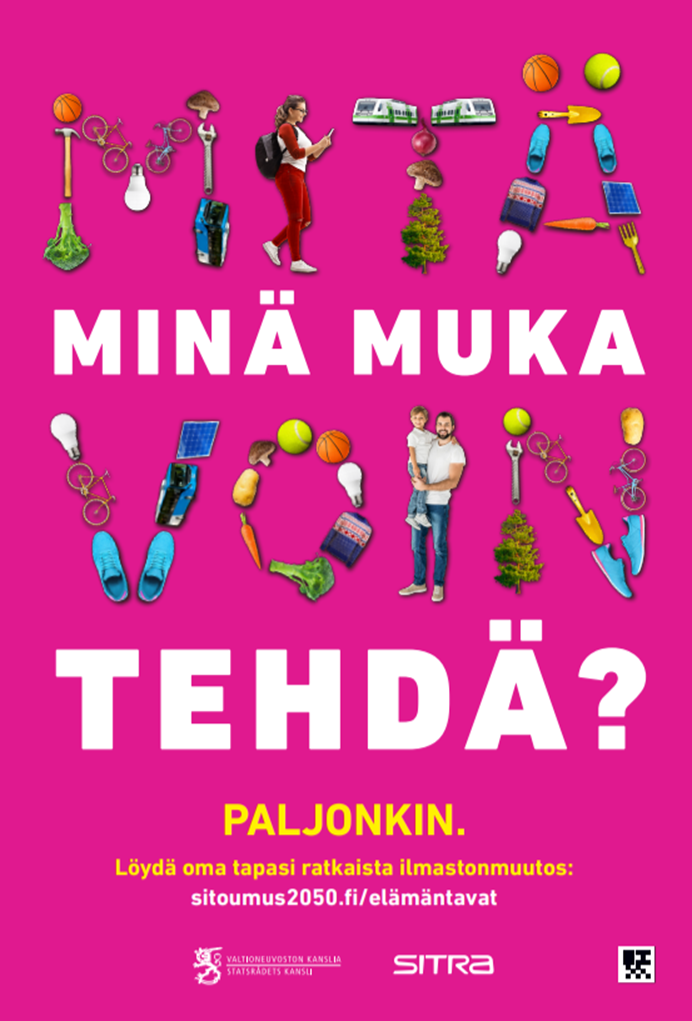 MITÄ
MINÄ MUKA
VOIN
TEHDÄ?
PALJONKIN.
Löydä oma tapasi ratkaista ilmastonmuutos:
sitoumus2050.fi/elämäntavat
VALTIONEUVOSTON KANSLIA
STATSRÅDETS KANSLI
SITRA